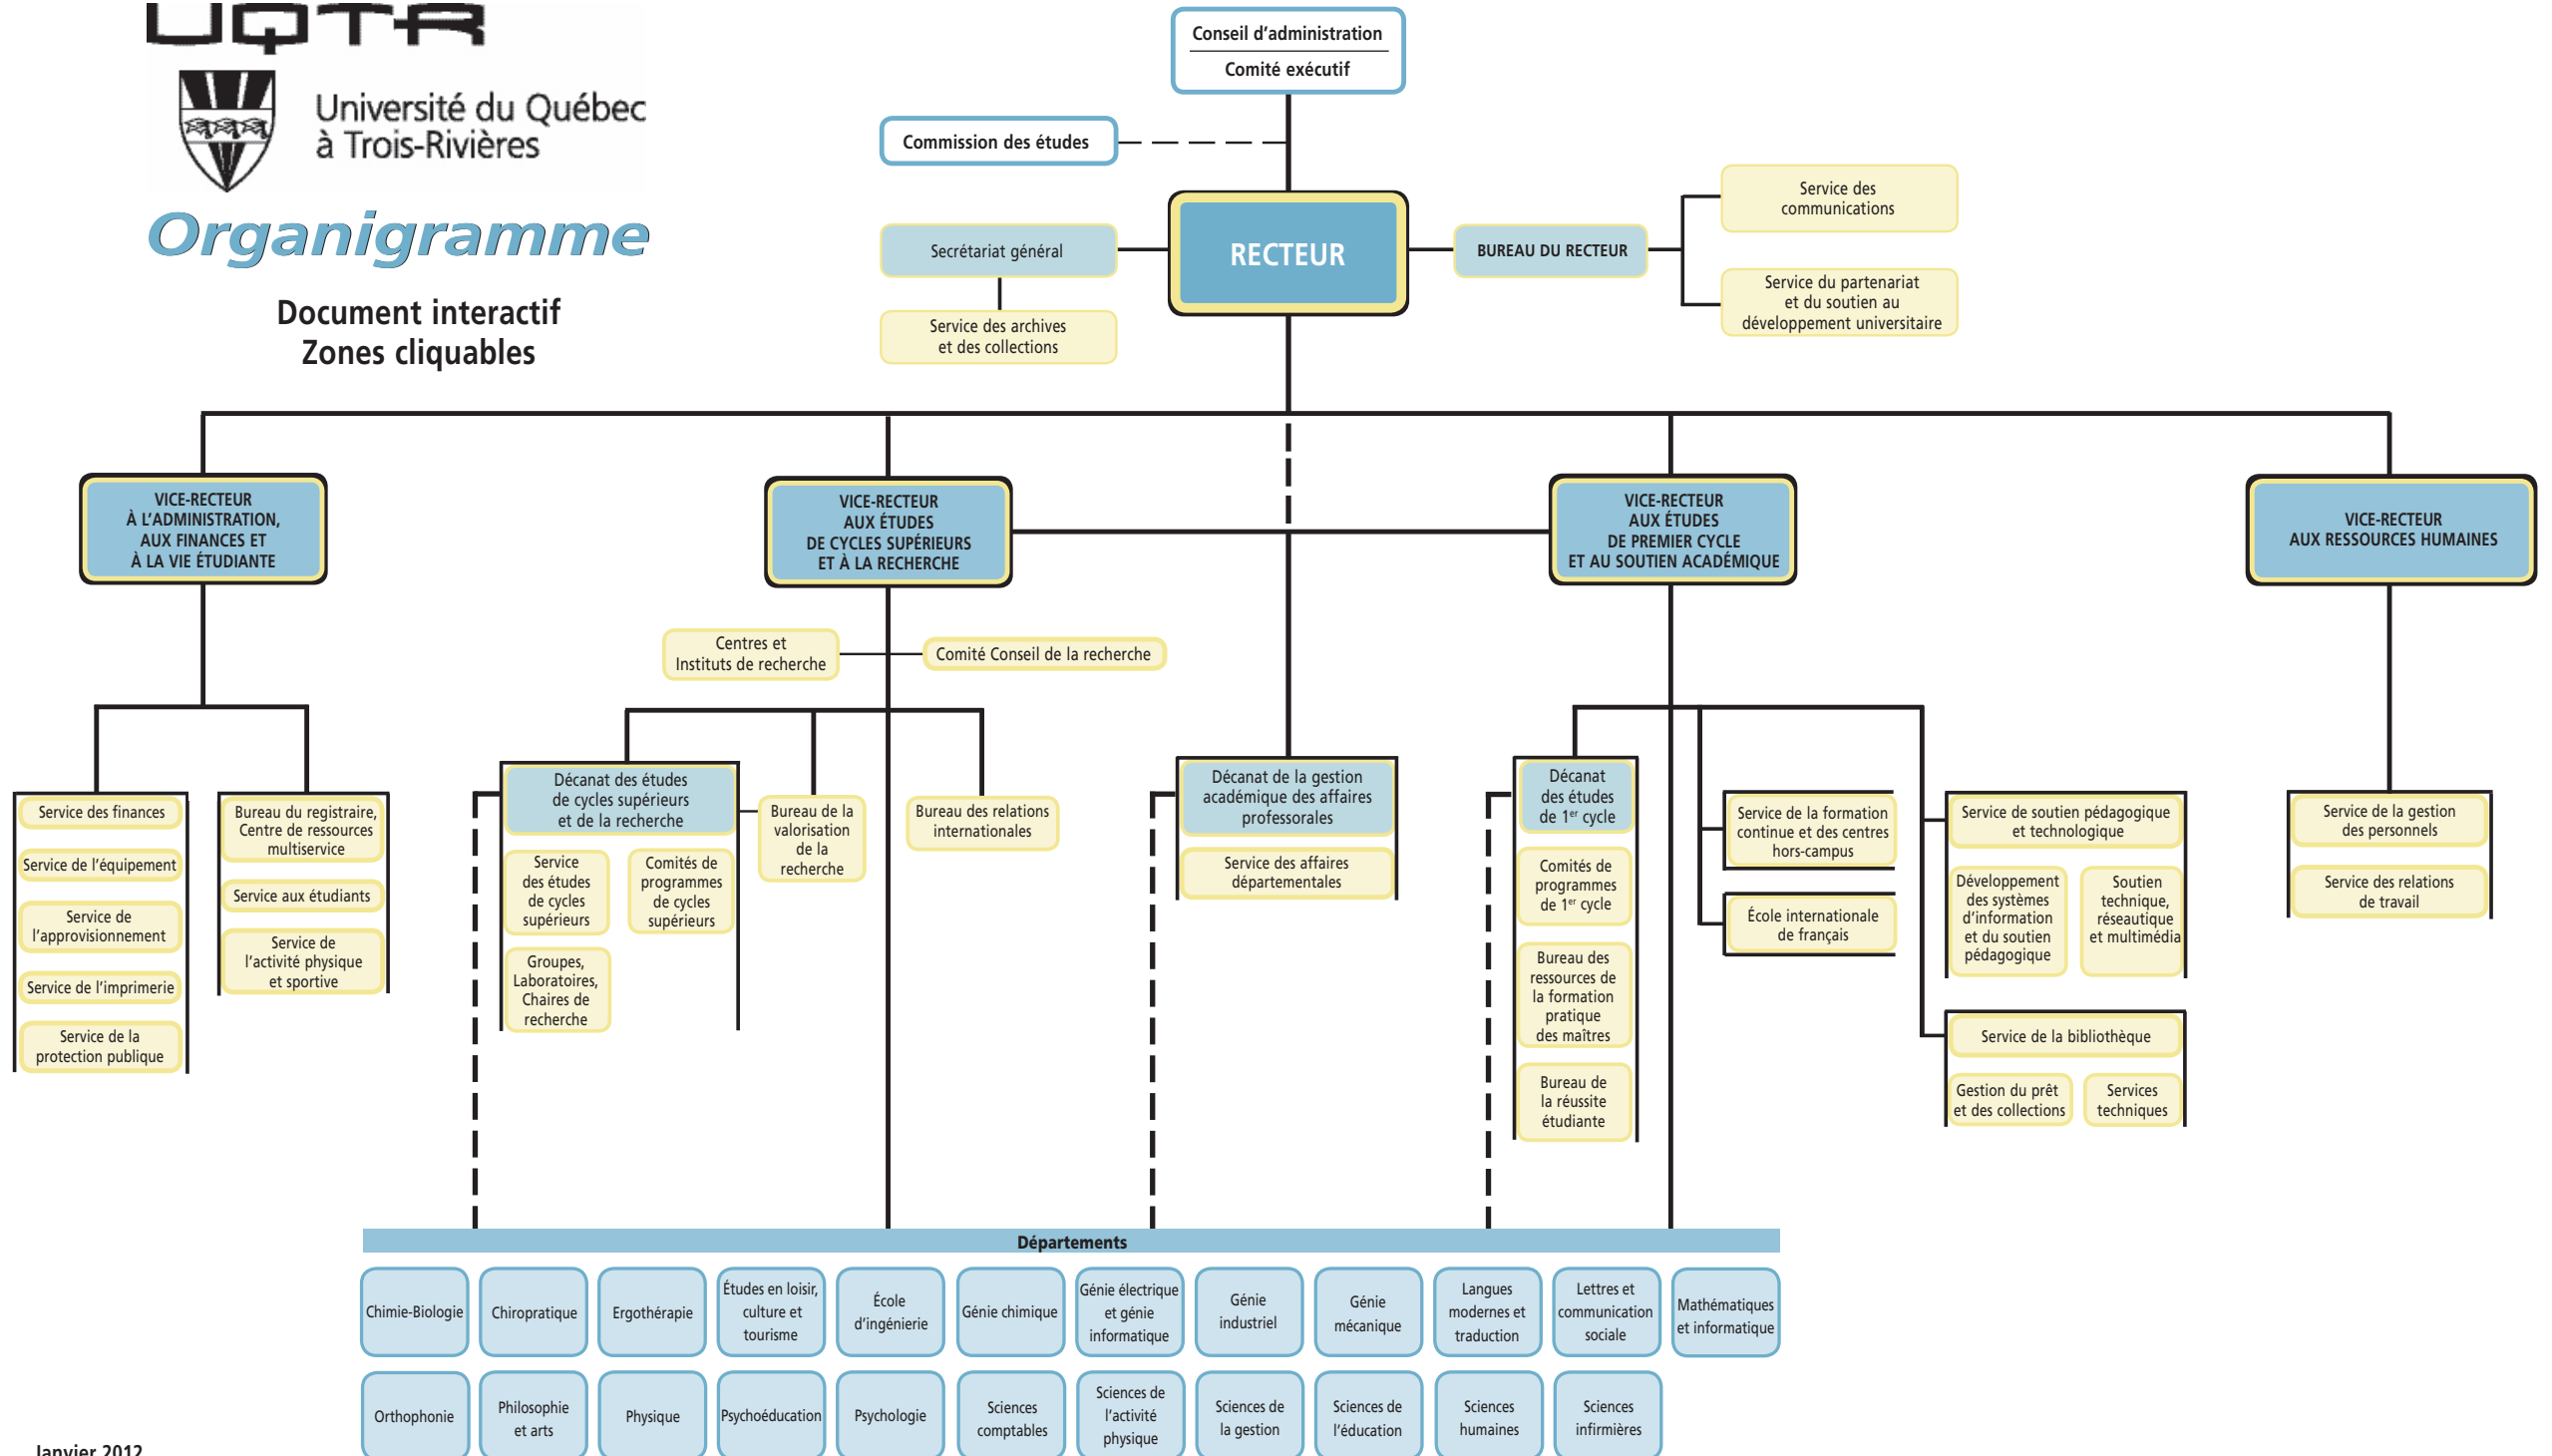 UQTR
Université du Québec
à Trois-Rivières
Organigramme
Document interactif
Zones cliquables
Conseil d'administration
Comité exécutif
Commission des études
RECTEUR
Secrétariat général
Service des archives
et des collections
BUREAU DU RECTEUR
Service des
communications
Service du partenariat
et du soutien au
développement universitaire
VICE-RECTEUR
À L'ADMINISTRATION,
AUX FINANCES ET
À LA VIE ÉTUDIANTE
VICE-RECTEUR
AUX ÉTUDES
DE CYCLES SUPÉRIEURS
ET À LA RECHERCHE
VICE-RECTEUR
AUX ÉTUDES
DE PREMIER CYCLE
ET AU SOUTIEN ACADÉMIQUE
VICE-RECTEUR
AUX RESSOURCES HUMAINES
Centres et
Instituts de recherche
Comité Conseil de la recherche
Service des finances
Service de l'équipement
Service de
l'approvisionnement
Service de l'imprimerie
Service de la
protection publique
Bureau du registraire,
Centre de ressources
multiservice
Service aux étudiants
Service de
l'activité physique
et sportive
Décanat des études
de cycles supérieurs
et de la recherche
Service
des études
de cycles
supérieurs
Comités de
programmes
de cycles
supérieurs
Groupes,
Laboratoires,
Chaires de
recherche
Bureau de la
valorisation
de la
recherche
Bureau des relations
internationales
Décanat de la gestion
académique des affaires
professorales
Service des affaires
départementales
Décanat
des études
de 1er cycle
Comités de
programmes
de 1er cycle
Bureau des
ressources de
la formation
pratique
des maîtres
Bureau de
la réussite
étudiante
Service de la formation
continue et des centres
hors-campus
École internationale
de français
Service de soutien pédagogique
et technologique
Développement
des systèmes
d'information
et du soutien
pédagogique
Soutien
technique,
réseautique
et multimédia
Service de la bibliothèque
Gestion du prêt
et des collections
Services
techniques
Service de la gestion
des personnels
Service des relations
de travail
Départements
Chimie-Biologie
Chiropratique
Ergothérapie
Études en loisir,
culture et
tourisme
École
d'ingénierie
Génie chimique
Génie électrique
et génie
informatique
Génie
industriel
Génie
mécanique
Langues
modernes et
traduction
Lettres et
communication
sociale
Mathématiques
et informatique
Orthophonie
Philosophie
et arts
Physique
Psychoéducation
Psychologie
Sciences
comptables
Sciences de
l'activité
physique
Sciences de
la gestion
Sciences de
l'éducation
Sciences
humaines
Sciences
infirmières
Janvier 2012